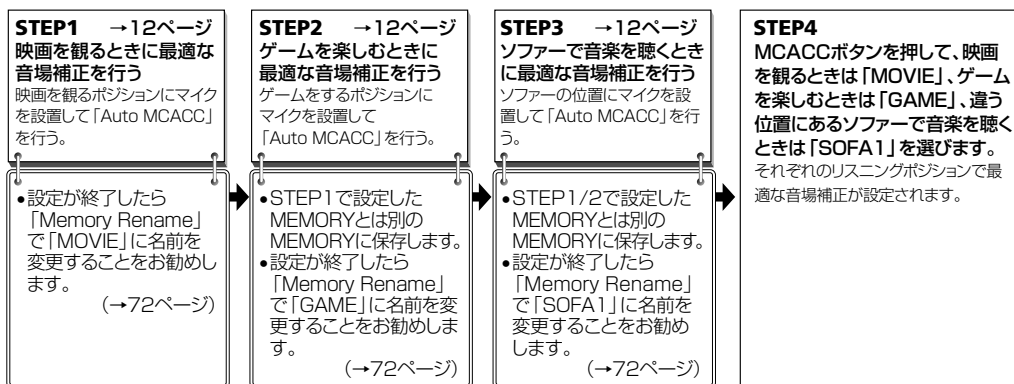 STEP1 →12ページ
映画を観るときに最適な
音場補正を行う
映画を観るポジションにマイク
を設置して「Auto MCACC」
を行う。
•設定が終了したら
「Memory Rename」
で「MOVIE」に名前を
変更することをお勧めし
ます。
(→72ページ)
STEP2 →12ページ
ゲームを楽しむときに
最適な音場補正を行う
ゲームをするポジションに
マイクを設置して
「Auto MCACC」を行う。
•STEP1で設定した
MEMORYとは別の
MEMORYに保存します。
•設定が終了したら
「Memory Rename」
で「GAME」に名前を変
更することをお勧めしま
す。
(→72ページ)
STEP3 →12ページ
ソファーで音楽を聴くとき
に最適な音場補正を行う
ソファーの位置にマイクを設
置して「Auto MCACC」を行
う。
•STEP1/2で設定した
MEMORYとは別の
MEMORYに保存します。
•設定が終了したら
「Memory Rename」
で「SOFA1」に名前を
変更することをお勧め
します。
(→72ページ)
STEP4
MCACCボタンを押して、映画
を観るときは「MOVIE」、ゲーム
を楽しむときは「GAME」、違う
位置にあるソファーで音楽を聴く
ときは「SOFA1」を選びます。
それぞれのリスニングポジションで最
適な音場補正が設定されます。